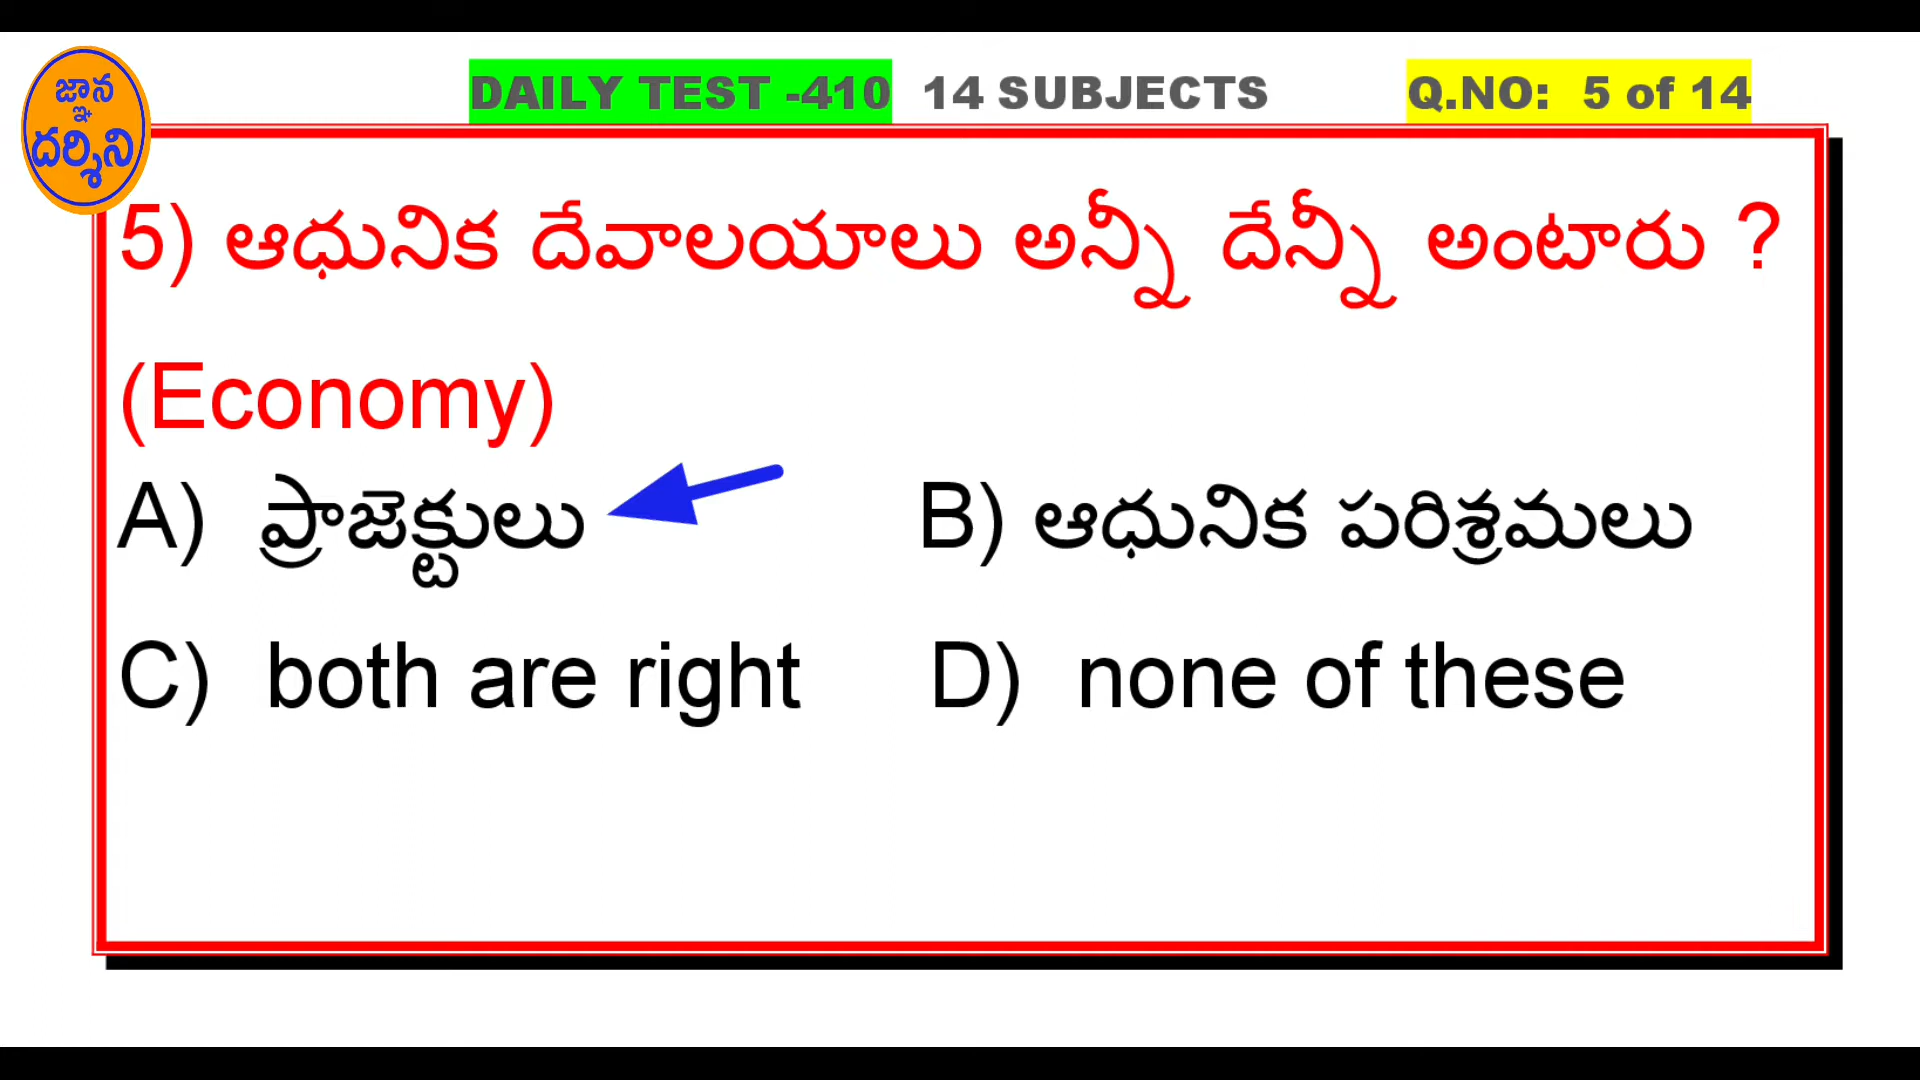 జ్ఞాన
జ్ఞ
దర్శిని
DAILY TEST -410 14 SUBJECTS Q.NO: 5 of 14
5) ఆధునిక దేవాలయాలు అన్నీ దేన్నీ అంటారు ?
(Economy)
A) ప్రాజెక్టులు B) ఆధునిక పరిశ్రమలు
C) both are right D) none of these